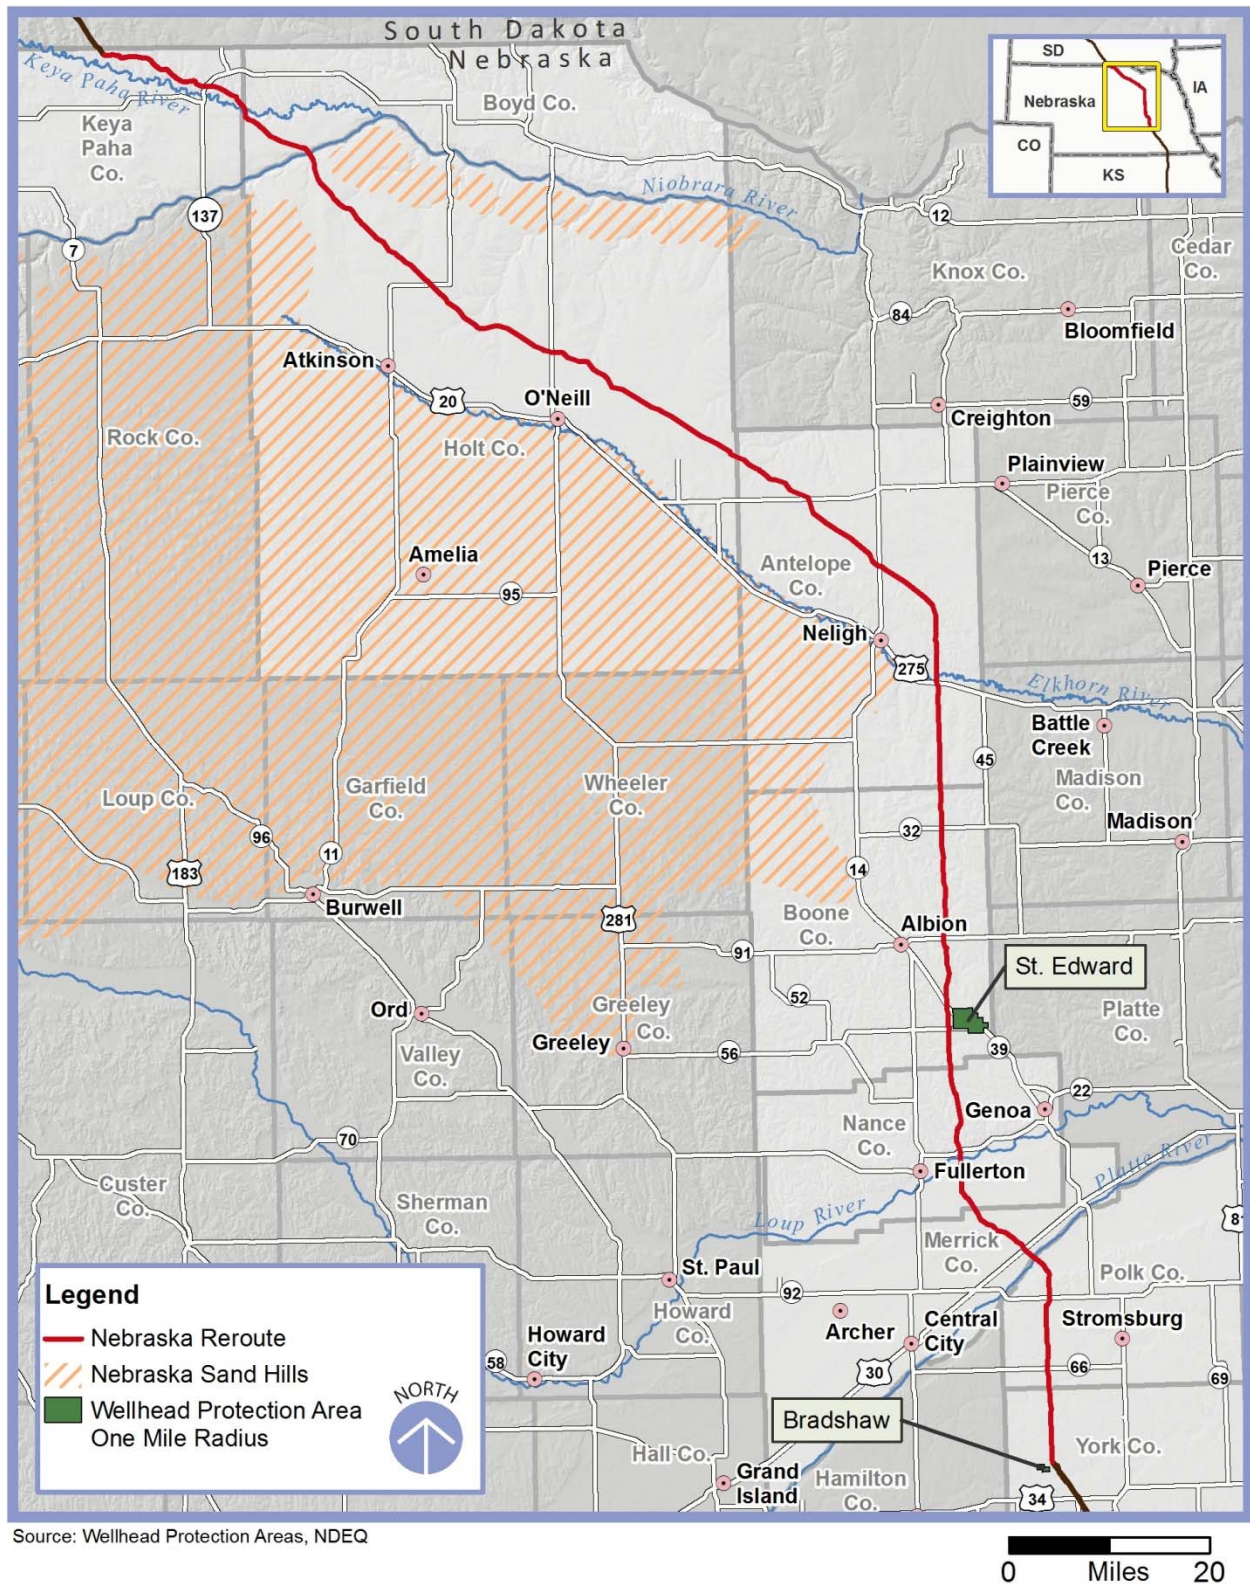 South Dakota
Nebraska
SD
IA
Nebraska
CO
KS
Keya Paha River
Keya
Paha
Co.
Boyd Co.
Niobrara River
137
7
12
Knox Co.
Cedar
Co.
84
Bloomfield
Atkinson
20
O'Neill
Creighton
59
Rock Co.
Holt Co.
Plainview
Pierce
Co.
Amelia
95
Antelope
Co.
13
Pierce
Neligh
275
Elkhorn River
Battle
Creek
45
Madison
Co.
Loup Co.
Garfield
Co.
Wheeler
Co.
Madison
96
11
32
14
183
Burwell
281
Boone
Co.
Albion
91
St. Edward
52
Ord
Greeley
Co.
Platte
Co.
Valley
Co.
Greeley
56
39
22
Genoa
Nance
Co.
70
Fullerton
Platte River
Custer
Co.
Sherman
Co.
Loup River
81
Merrick
Co.
St. Paul
Polk Co.
92
Howard
Co.
Archer
Central
City
Stromsburg
Howard
City
58
30
66
69
Bradshaw
York Co.
Hall Co.
Grand
Island
Hamilton
Co.
34
Legend
Nebraska Reroute
Nebraska Sand Hills
Wellhead Protection Area
One Mile Radius
NORTH
Source: Wellhead Protection Areas, NDEQ
0 Miles 20